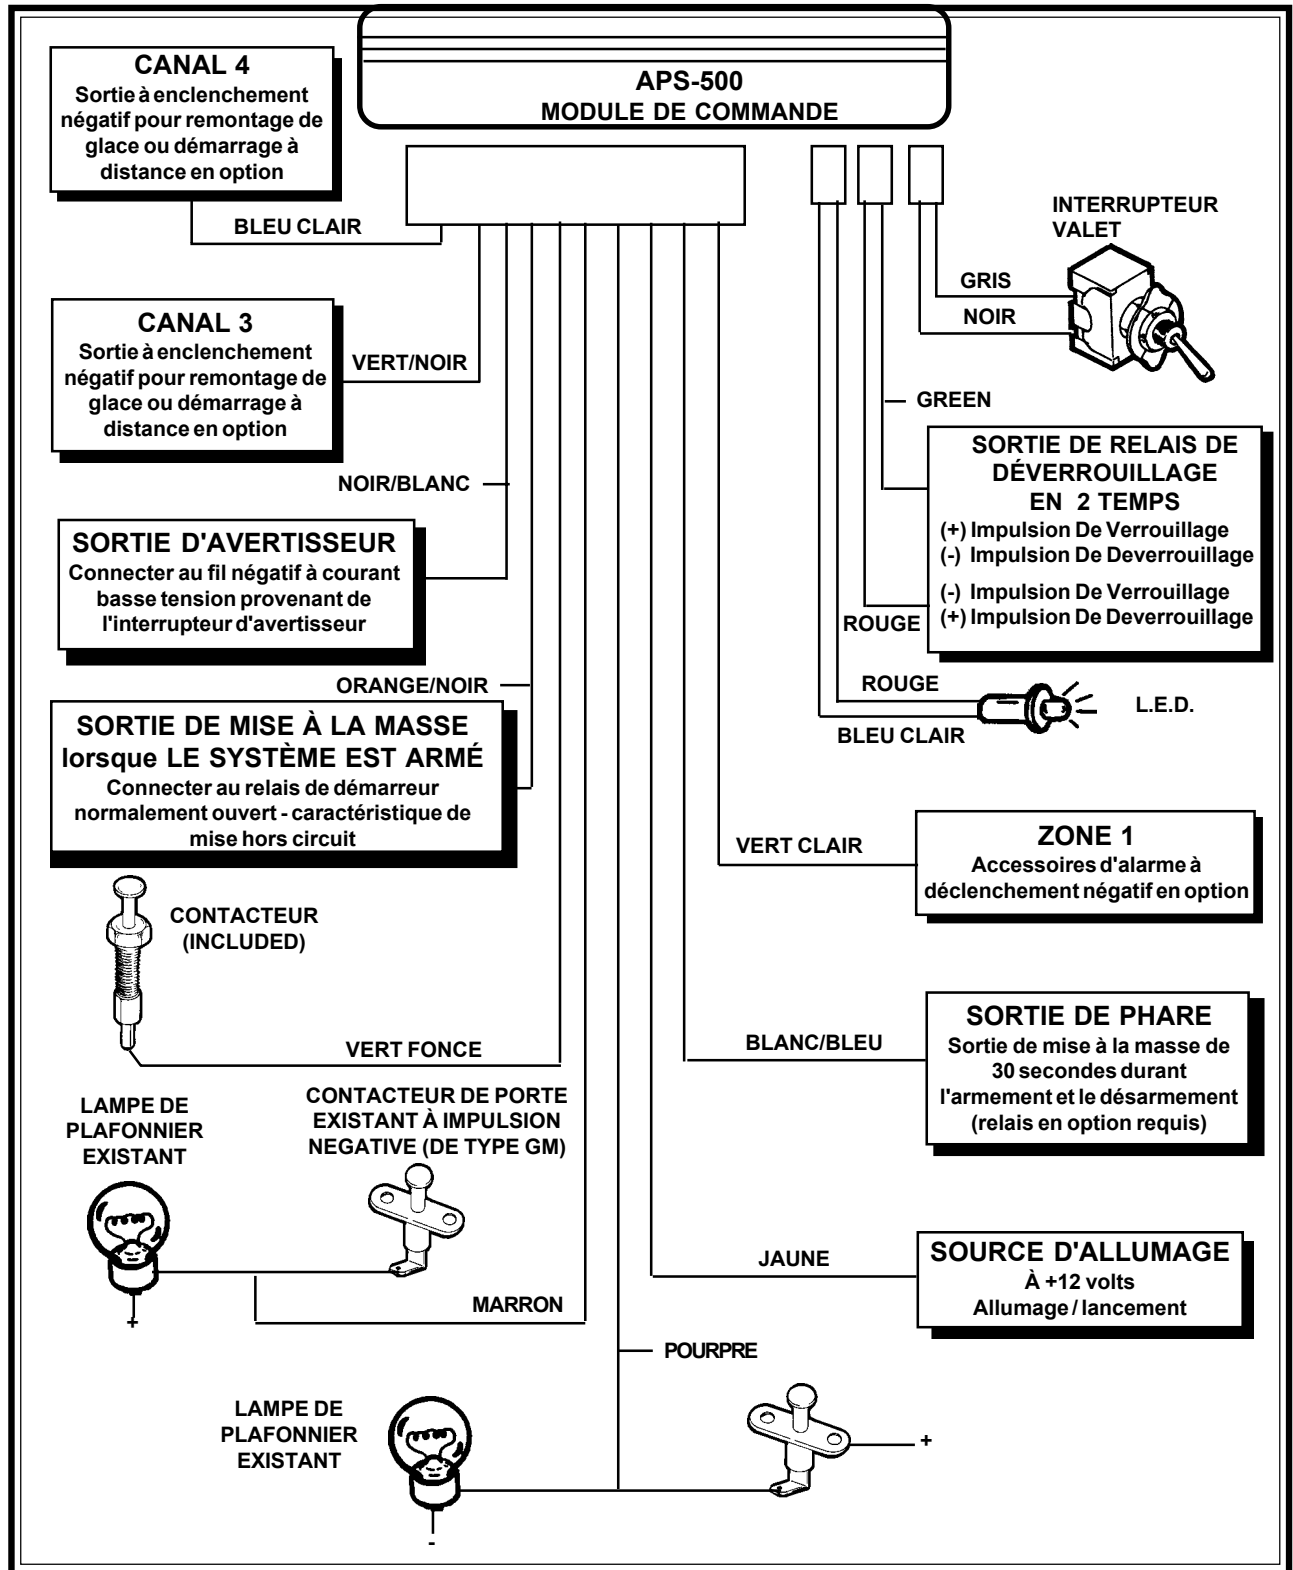 APS-500
MODULE DE COMMANDE
CANAL 4
Sortie à enclenchement
négatif pour remontage de
glace ou démarrage à
distance en option
BLEU CLAIR
INTERRUPTEUR
VALET
GRIS
NOIR
CANAL 3
Sortie à enclenchement
négatif pour remontage de
glace ou démarrage à
distance en option
VERT/NOIR
GREEN
NOIR/BLANC
SORTIE DE RELAIS DE
DÉVERROUILLAGE
EN 2 TEMPS
(+) Impulsion De Verrouillage
(-) Impulsion De Deverrouillage
(-) Impulsion De Verrouillage
(+) Impulsion De Deverrouillage
ROUGE
SORTIE D'AVERTISSEUR
Connecter au fil négatif à courant
basse tension provenant de
l'interrupteur d'avertisseur
ORANGE/NOIR
ROUGE
BLEU CLAIR
L.E.D.
SORTIE DE MISE À LA MASSE
lorsque LE SYSTÈME EST ARMÉ
Connecter au relais de démarreur
normalement ouvert - caractéristique de
mise hors circuit
VERT CLAIR
ZONE 1
Accessoires d'alarme à
déclenchement négatif en option
CONTACTEUR
(INCLUDED)
VERT FONCE
BLANC/BLEU
SORTIE DE PHARE
Sortie de mise à la masse de
30 secondes durant
l'armement et le désarmement
(relais en option requis)
LAMPE DE
PLAFONNIER
EXISTANT
+
CONTACTEUR DE PORTE
EXISTANT À IMPULSION
NEGATIVE (DE TYPE GM)
MARRON
JAUNE
SOURCE D'ALLUMAGE
À +12 volts
Allumage / lancement
POURPRE
LAMPE DE
PLAFONNIER
EXISTANT
-
+